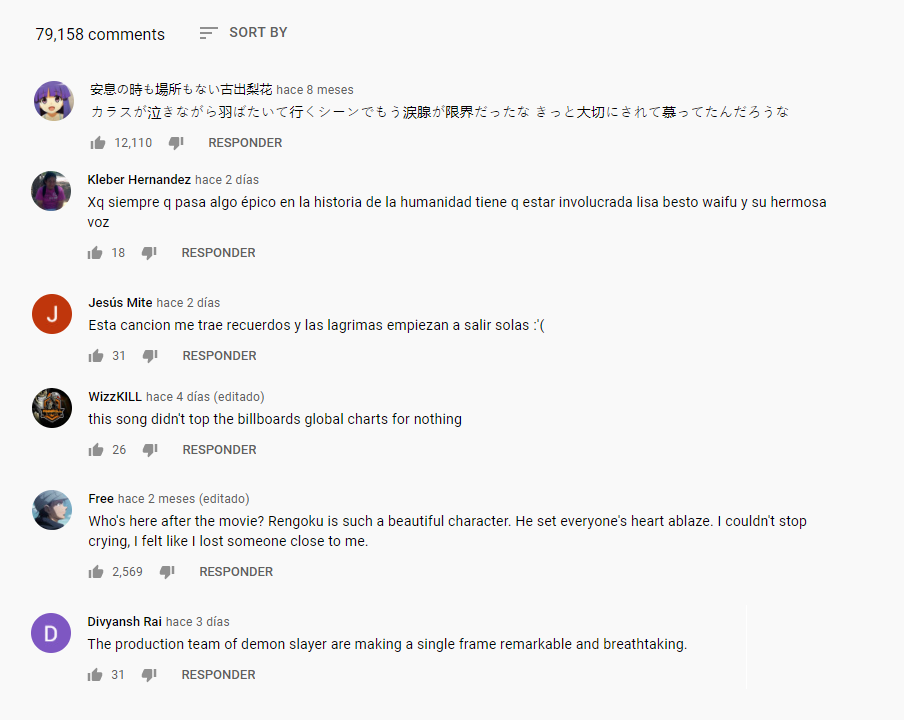 79,158 comments SORT BY
安息の時も場所もない古出梨花 hace 8 meses
カラスが泣きながら羽ばたいて行くシーンでもう涙腺が限界だったな きっと大切にされて慕ってたんだろうな
12,110 RESPONDER
Kleber Hernandez hace 2 días
Xq siempre q pasa algo épico en la historia de la humanidad tiene q estar involucrada lisa besto waifu y su hermosa
voz
18 RESPONDER
J
Jesús Mite hace 2 días
Esta cancion me trae recuerdos y las lagrimas empiezan a salir solas :'(
31 RESPONDER
WizzKILL hace 4 días (editado)
this song didn't top the billboards global charts for nothing
26 RESPONDER
Free hace 2 meses (editado)
Who's here after the movie? Rengoku is such a beautiful character. He set everyone's heart ablaze. I couldn't stop
crying, I felt like I lost someone close to me.
2,569 RESPONDER
D
Divyansh Rai hace 3 días
The production team of demon slayer are making a single frame remarkable and breathtaking.
31 RESPONDER